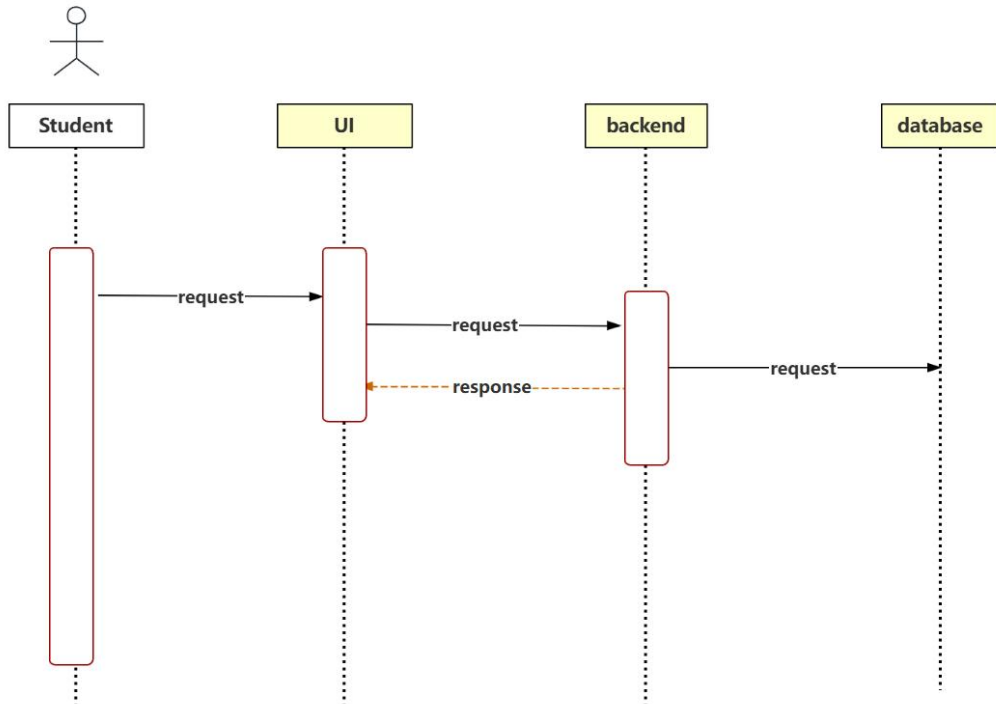 Student
UI
backend
database
request
request
request
response